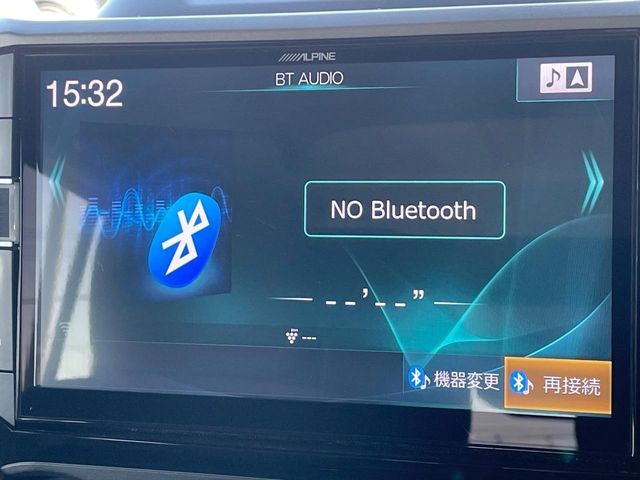 ALPINE
BT AUDIO
15:32
NO Bluetooth
--'--"
---
機器変更
再接続